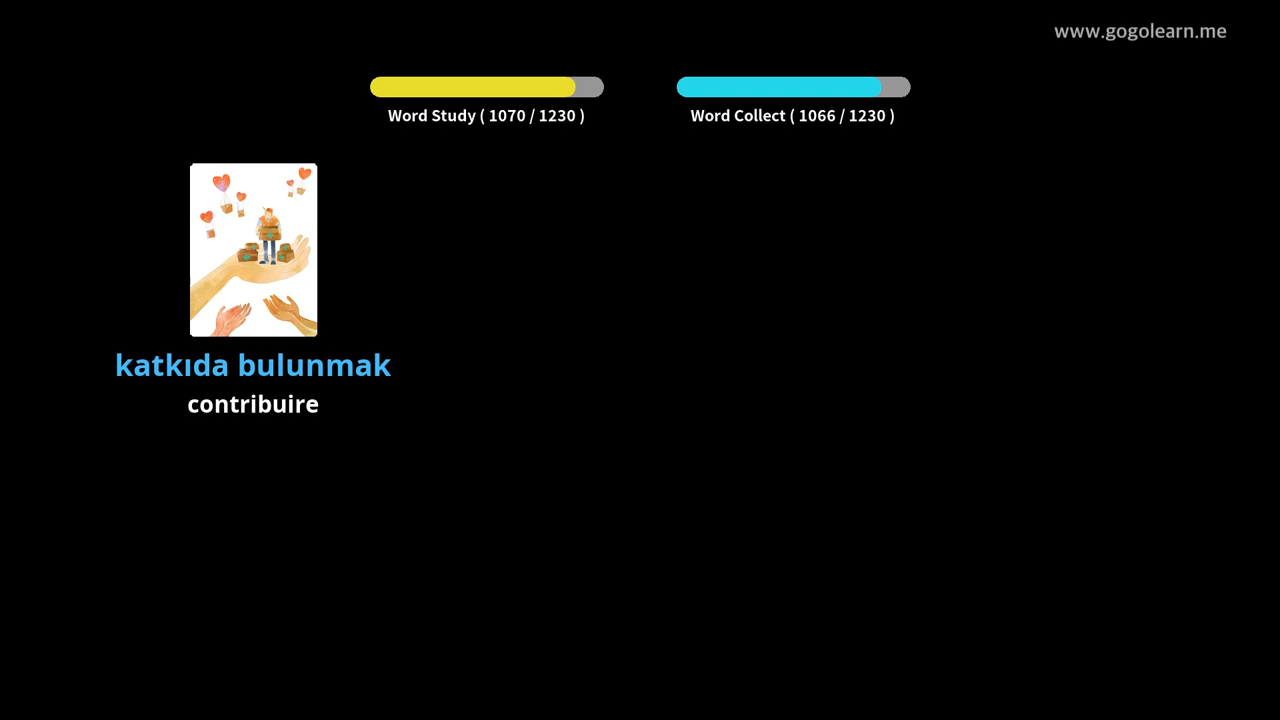 www.gogolearn.me
Word Study ( 1070 / 1230 )
Word Collect ( 1066 / 1230 )
katkıda bulunmak
contribuire